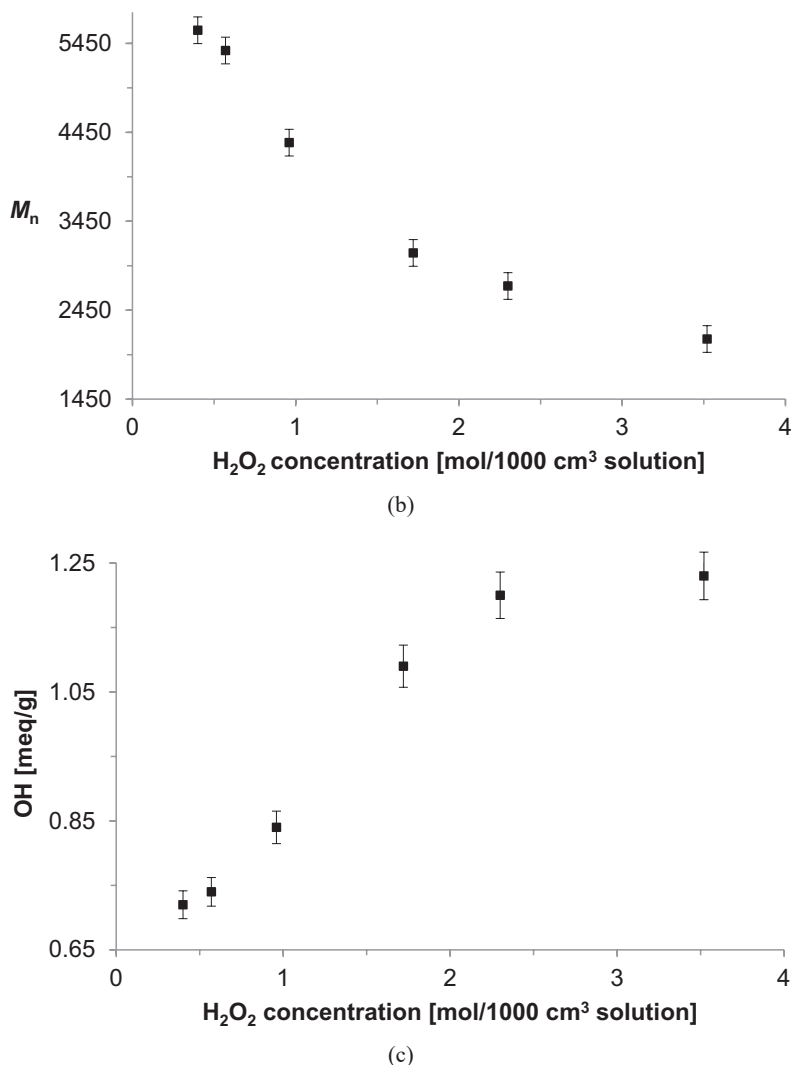 5450
4450
M_n
3450
2450
1450
0 1 2 3 4
H₂O₂ concentration [mol/1000 cm³ solution]
(b)
1.25
1.05
OH [meq/g]
0.85
0.65
0 1 2 3 4
H₂O₂ concentration [mol/1000 cm³ solution]
(c)